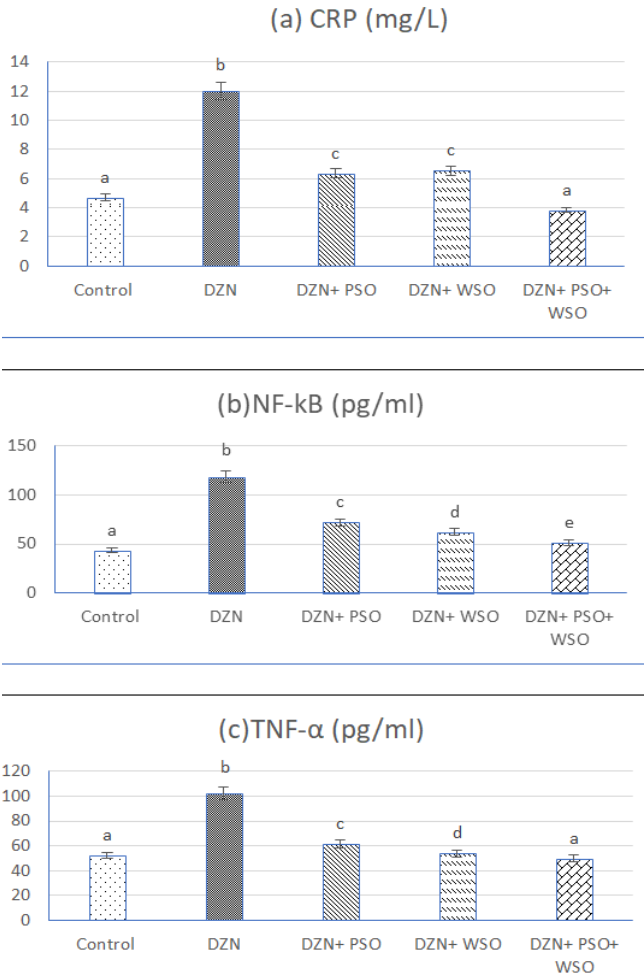 (a) CRP (mg/L)
14
12
10
8
6
4
2
0
a
b
c
c
a
Control
DZN
DZN+ PSO
DZN+ WSO
DZN+ PSO+
WSO
(b)NF-kB (pg/ml)
150
100
50
0
a
b
c
d
e
Control
DZN
DZN+ PSO
DZN+ WSO
DZN+ PSO+
WSO
(c)TNF-α (pg/ml)
120
100
80
60
40
20
0
a
b
c
d
a
Control
DZN
DZN+ PSO
DZN+ WSO
DZN+ PSO+
WSO